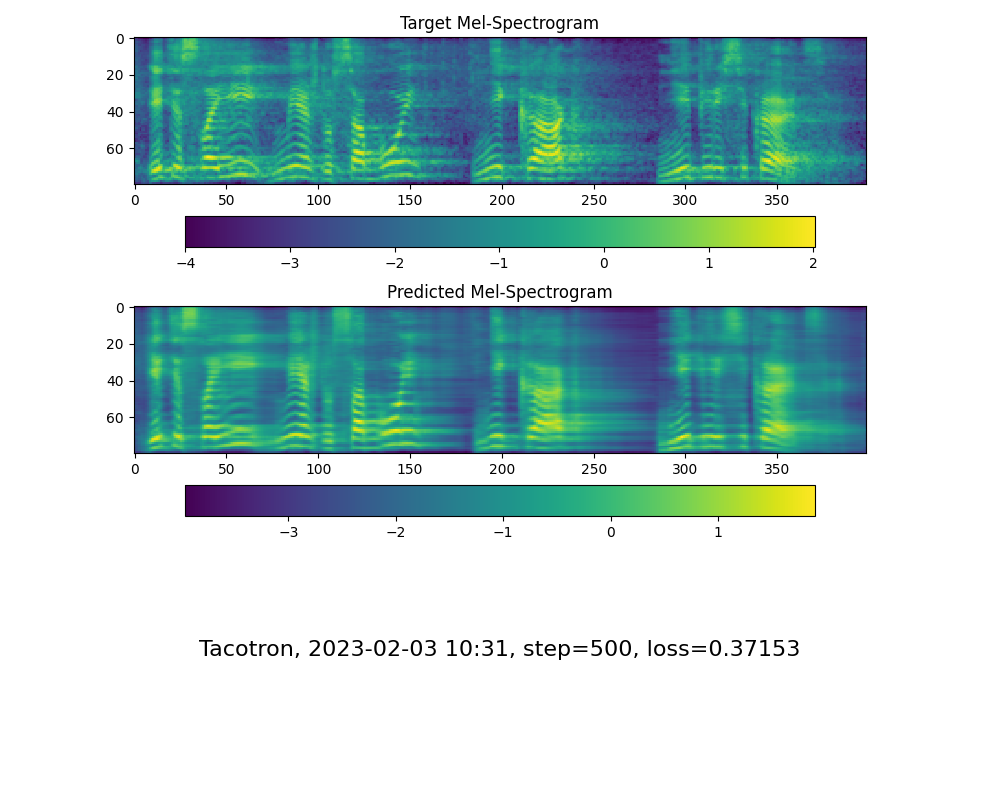 Target Mel-Spectrogram
0
20
40
60
0 50 100 150 200 250 300 350
−4 −3 −2 −1 0 1 2
Predicted Mel-Spectrogram
0
20
40
60
0 50 100 150 200 250 300 350
−3 −2 −1 0 1
Tacotron, 2023-02-03 10:31, step=500, loss=0.37153